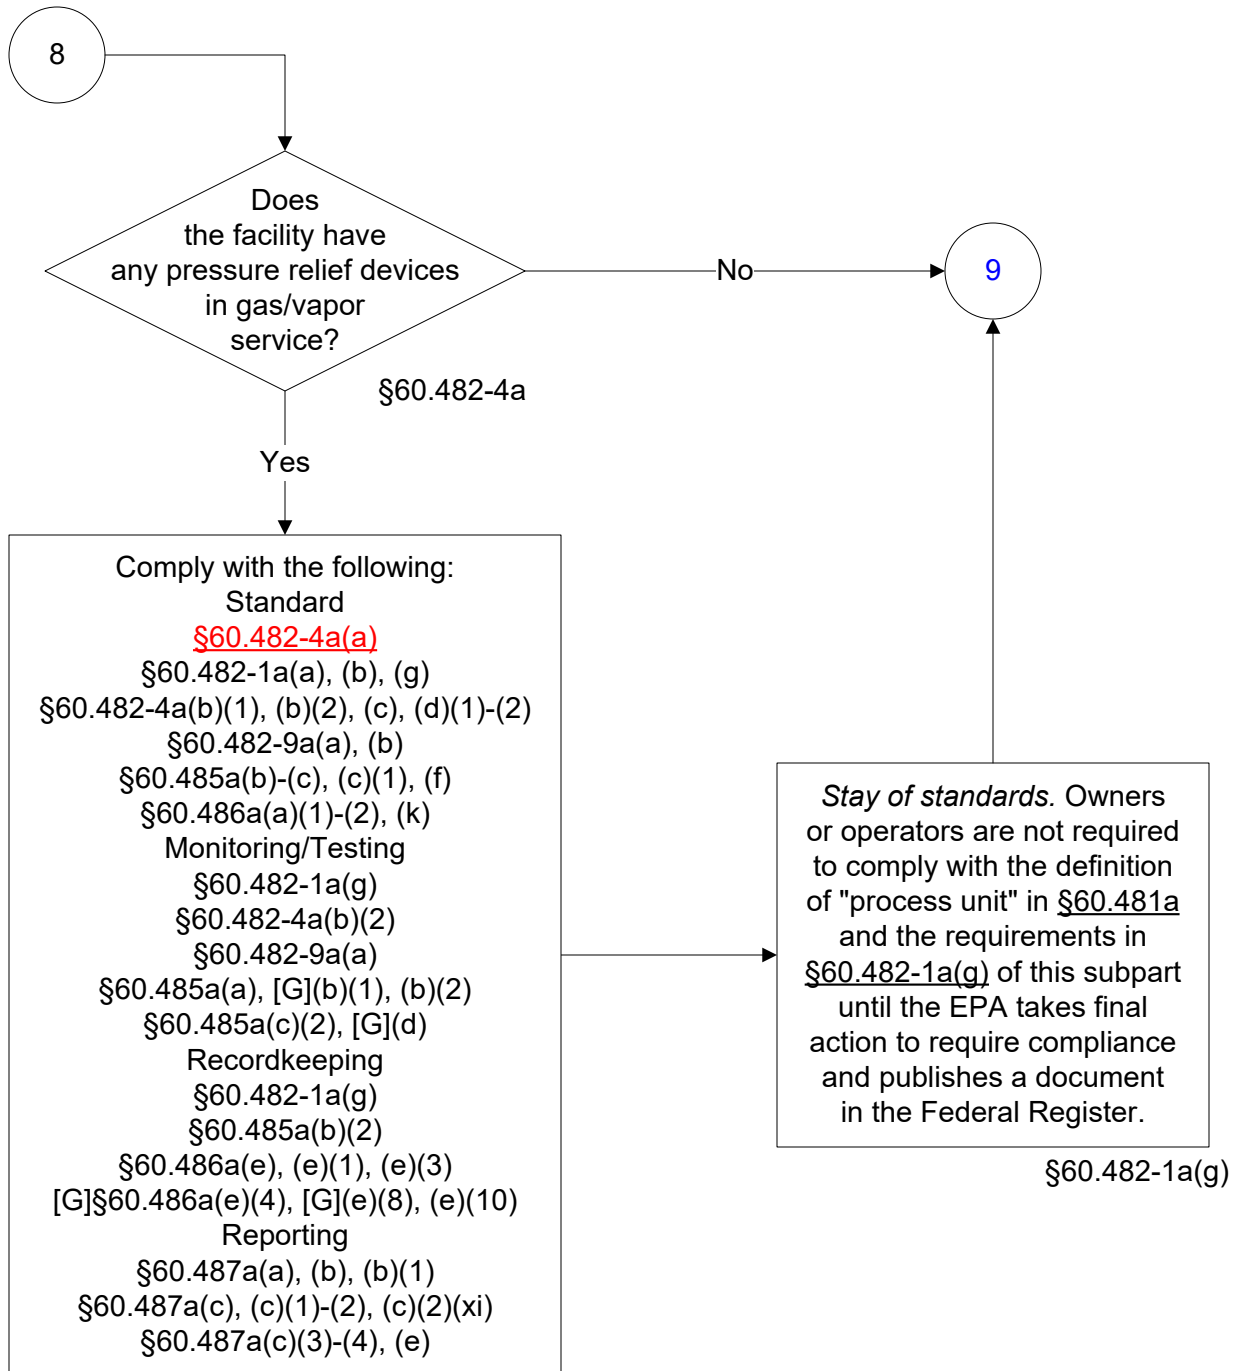 8
Does
the facility have
any pressure relief devices
in gas/vapor
service?
No
9
§60.482-4a
Yes
Comply with the following:
Standard
§60.482-4a(a)
§60.482-1a(a), (b), (g)
§60.482-4a(b)(1), (b)(2), (c), (d)(1)-(2)
§60.482-9a(a), (b)
§60.485a(b)-(c), (c)(1), (f)
§60.486a(a)(1)-(2), (k)
Monitoring/Testing
§60.482-1a(g)
§60.482-4a(b)(2)
§60.482-9a(a)
§60.485a(a), [G](b)(1), (b)(2)
§60.485a(c)(2), [G](d)
Recordkeeping
§60.482-1a(g)
§60.485a(b)(2)
§60.486a(e), (e)(1), (e)(3)
[G]§60.486a(e)(4), [G](e)(8), (e)(10)
Reporting
§60.487a(a), (b), (b)(1)
§60.487a(c), (c)(1)-(2), (c)(2)(xi)
§60.487a(c)(3)-(4), (e)
Stay of standards. Owners
or operators are not required
to comply with the definition
of "process unit" in §60.481a
and the requirements in
§60.482-1a(g) of this subpart
until the EPA takes final
action to require compliance
and publishes a document
in the Federal Register.
§60.482-1a(g)